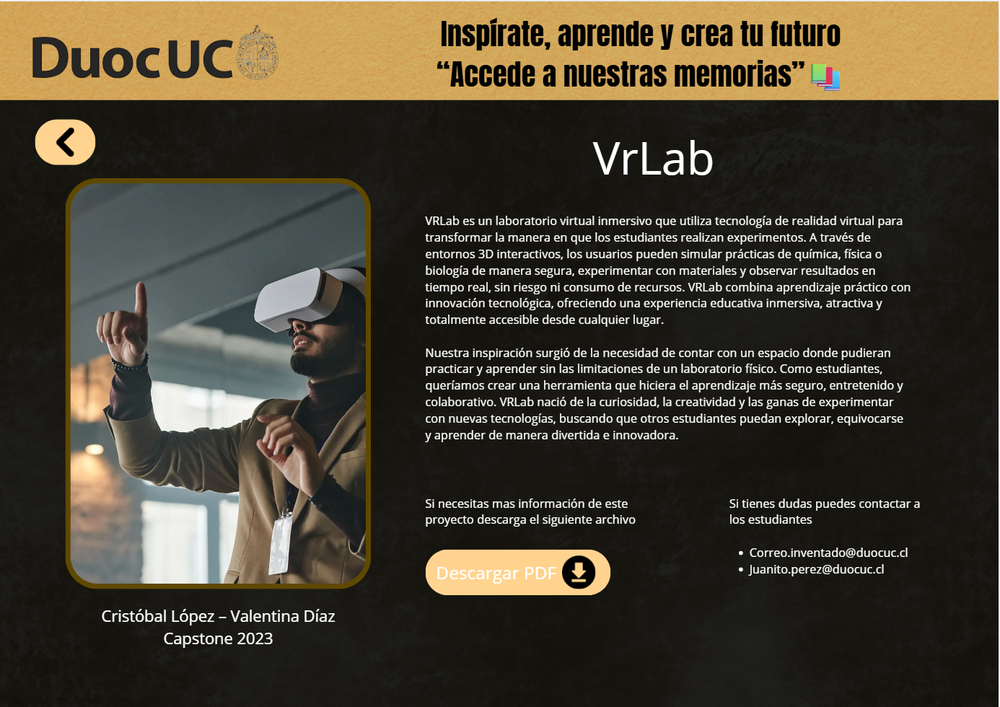 Duoc UC
Inspírate, aprende y crea tu futuro
“Accede a nuestras memorias”
VrLab
VRLab es un laboratorio virtual inmersivo que utiliza tecnología de realidad virtual para
transformar la manera en que los estudiantes realizan experimentos. A través de
entornos 3D interactivos, los usuarios pueden simular prácticas de química, física o
biología de manera segura, experimentar con materiales y observar resultados en
tiempo real, sin riesgo ni consumo de recursos. VRLab combina aprendizaje práctico con
innovación tecnológica, ofreciendo una experiencia educativa inmersiva, atractiva y
totalmente accesible desde cualquier lugar.
Nuestra inspiración surgió de la necesidad de contar con un espacio donde pudieran
practicar y aprender sin las limitaciones de un laboratorio físico. Como estudiantes,
queríamos crear una herramienta que hiciera el aprendizaje más seguro, entretenido y
colaborativo. VRLab nació de la curiosidad, la creatividad y las ganas de experimentar
con nuevas tecnologías, buscando que otros estudiantes puedan explorar, equivocarse
y aprender de manera divertida e innovadora.
Si necesitas mas información de este
proyecto descarga el siguiente archivo
Descargar PDF
Si tienes dudas puedes contactar a
los estudiantes
• Correo.inventado@duocuc.cl
• Juanito.perez@duocuc.cl
Cristóbal López – Valentina Díaz
Capstone 2023